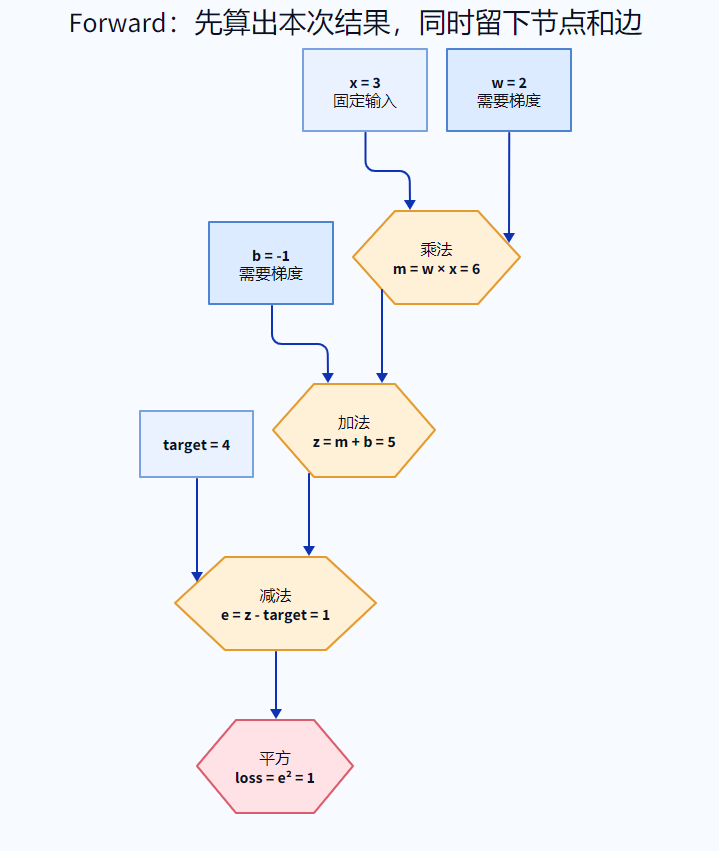 Forward：先算出本次结果，同时留下节点和边
x = 3
固定输入
w = 2
需要梯度
b = -1
需要梯度
乘法
m = w × x = 6
target = 4
加法
z = m + b = 5
减法
e = z - target = 1
平方
loss = e² = 1